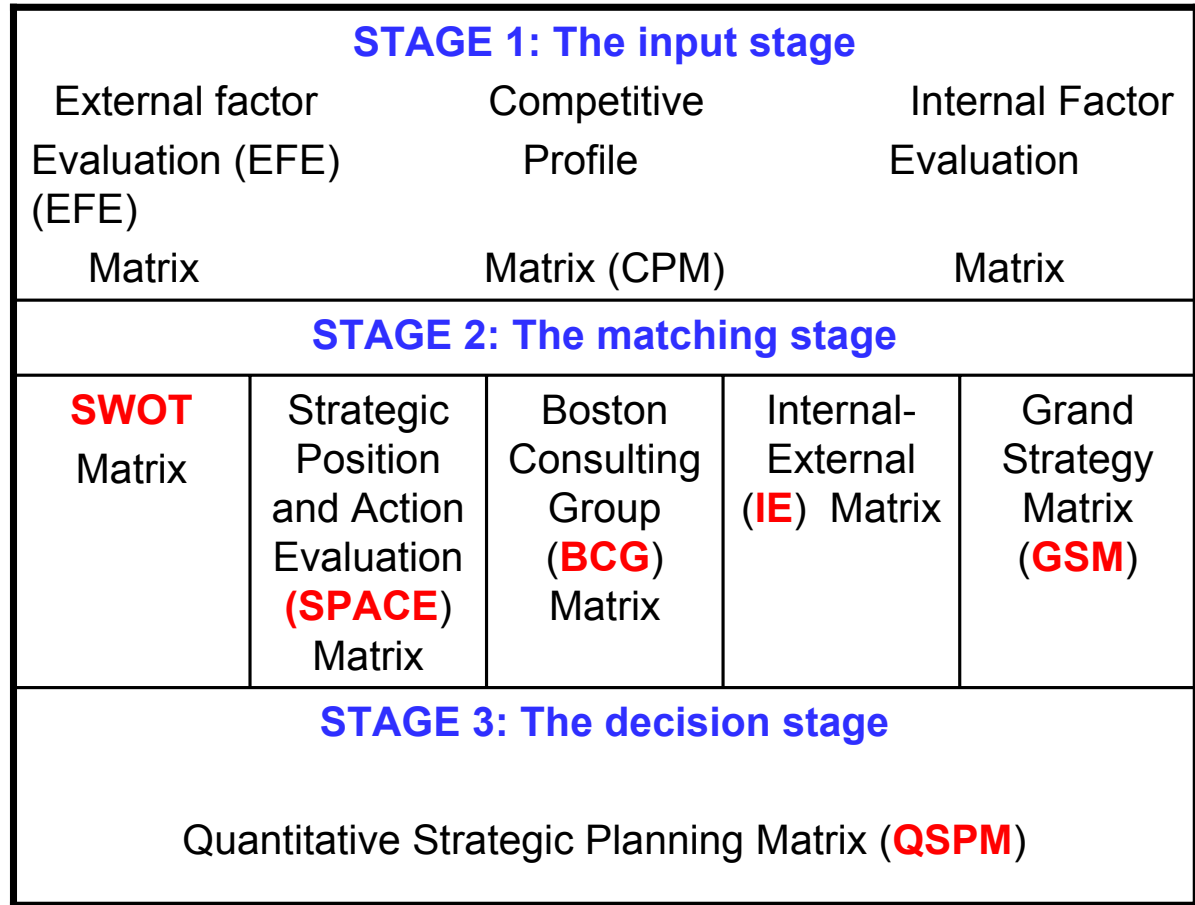 STAGE 1: The input stage
External factor Competitive Internal Factor
Evaluation (EFE) Profile Evaluation
(EFE)
Matrix Matrix (CPM) Matrix
STAGE 2: The matching stage
SWOT
Matrix
Strategic
Position
and Action
Evaluation
(SPACE)
Matrix
Boston
Consulting
Group
(BCG)
Matrix
Internal-
External
(IE) Matrix
Grand
Strategy
Matrix
(GSM)
STAGE 3: The decision stage
Quantitative Strategic Planning Matrix (QSPM)